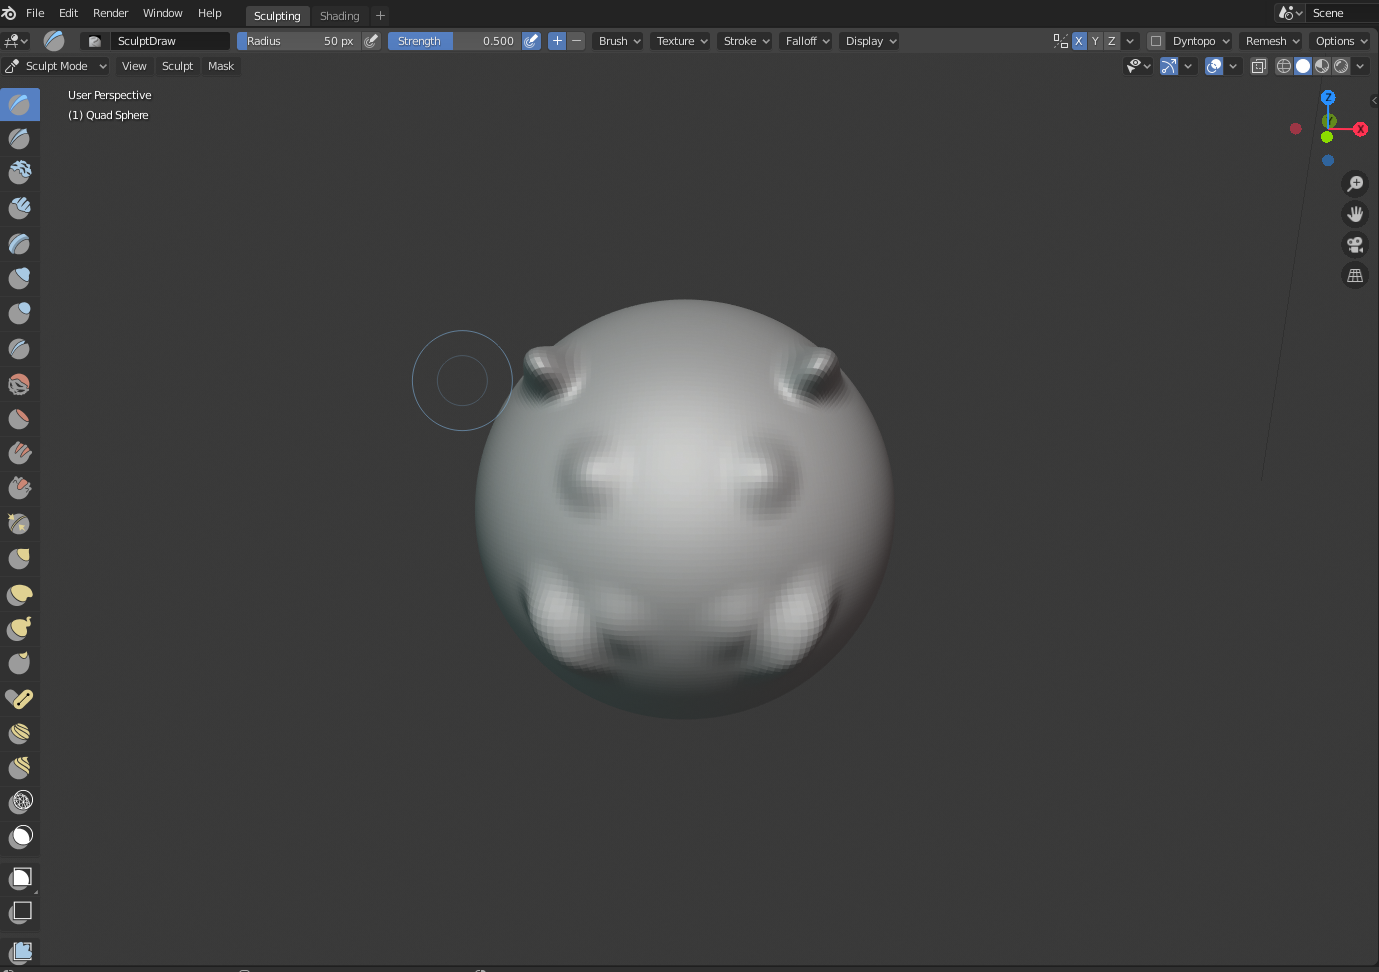 File Edit Render Window Help Sculpting Shading + Scene
SculptDraw Radius 50 px Strength 0.500 + − Brush Texture Stroke Falloff Display X Y Z Dyntopo Remesh Options
Sculpt Mode View Sculpt Mask
User Perspective
(1) Quad Sphere
Z
Y
X